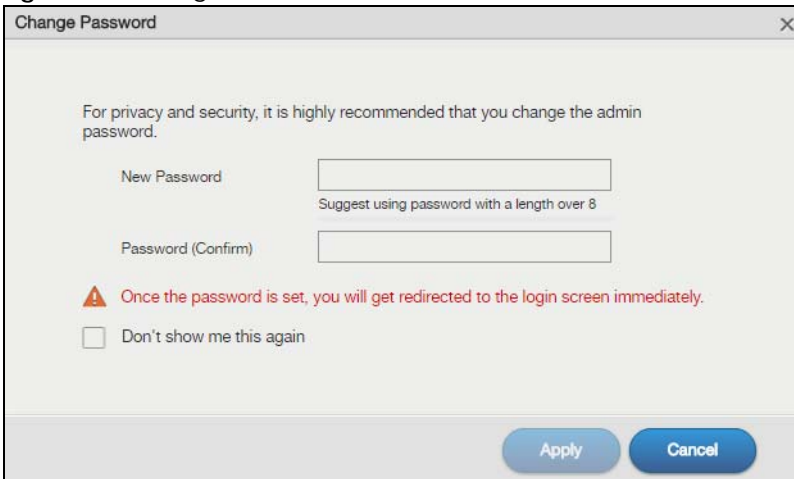 Change Password
For privacy and security, it is highly recommended that you change the admin
password.
New Password
Suggest using password with a length over 8
Password (Confirm)
Once the password is set, you will get redirected to the login screen immediately.
Don't show me this again
Apply
Cancel